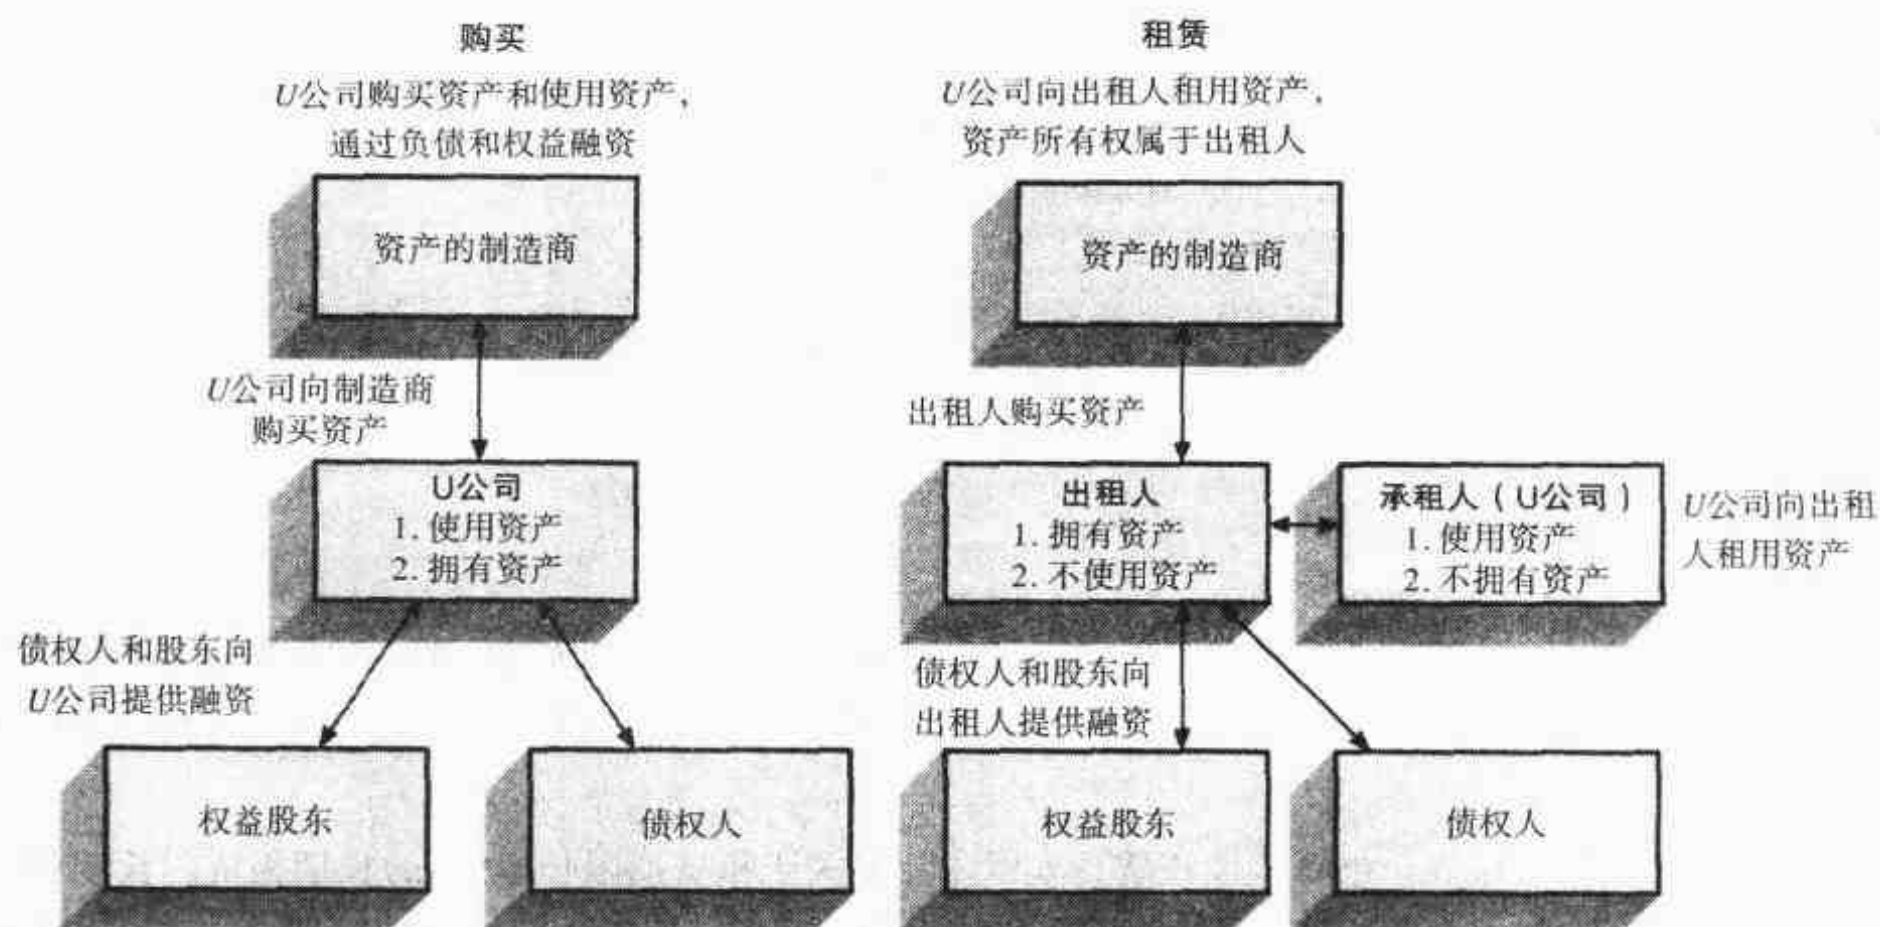 购买
U公司购买资产和使用资产，
通过负债和权益融资
资产的制造商
U公司向制造商
购买资产
U公司
1. 使用资产
2. 拥有资产
债权人和股东向
U公司提供融资
权益股东
债权人
租赁
U公司向出租人租用资产，
资产所有权属于出租人
资产的制造商
出租人购买资产
出租人
1. 拥有资产
2. 不使用资产
承租人（U公司）
1. 使用资产
2. 不拥有资产
U公司向出租
人租用资产
债权人和股东向
出租人提供融资
权益股东
债权人